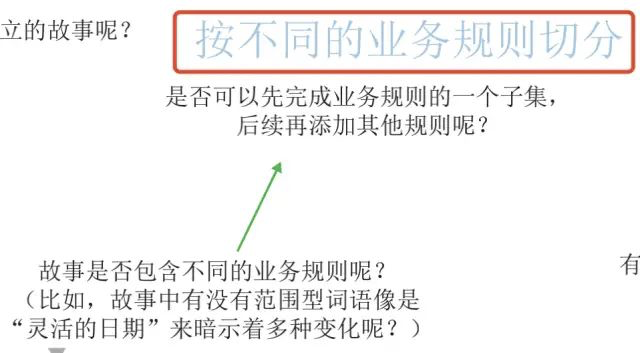 立的故事呢？
按不同的业务规则切分
是否可以先完成业务规则的一个子集，
后续再添加其他规则呢？
故事是否包含不同的业务规则呢？
（比如，故事中有没有范围型词语像是
“灵活的日期”来暗示着多种变化呢？）
有